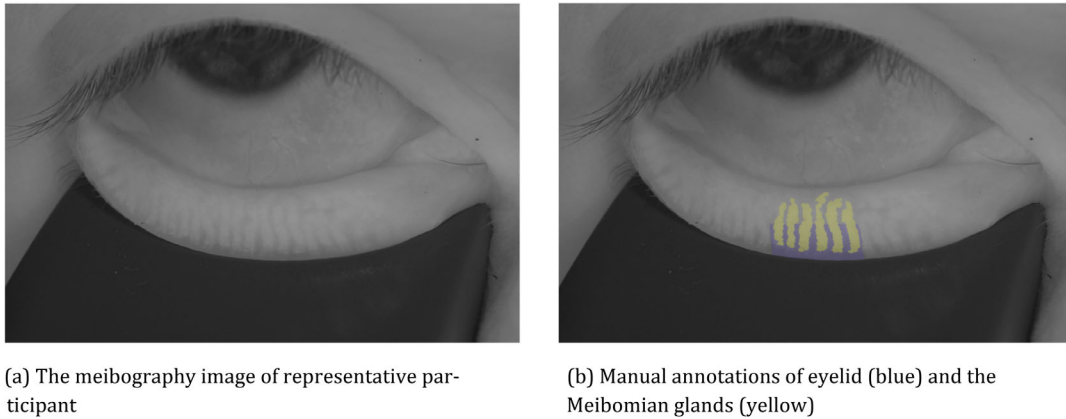 (a) The meibography image of representative par-
ticipant
(b) Manual annotations of eyelid (blue) and the
Meibomian glands (yellow)